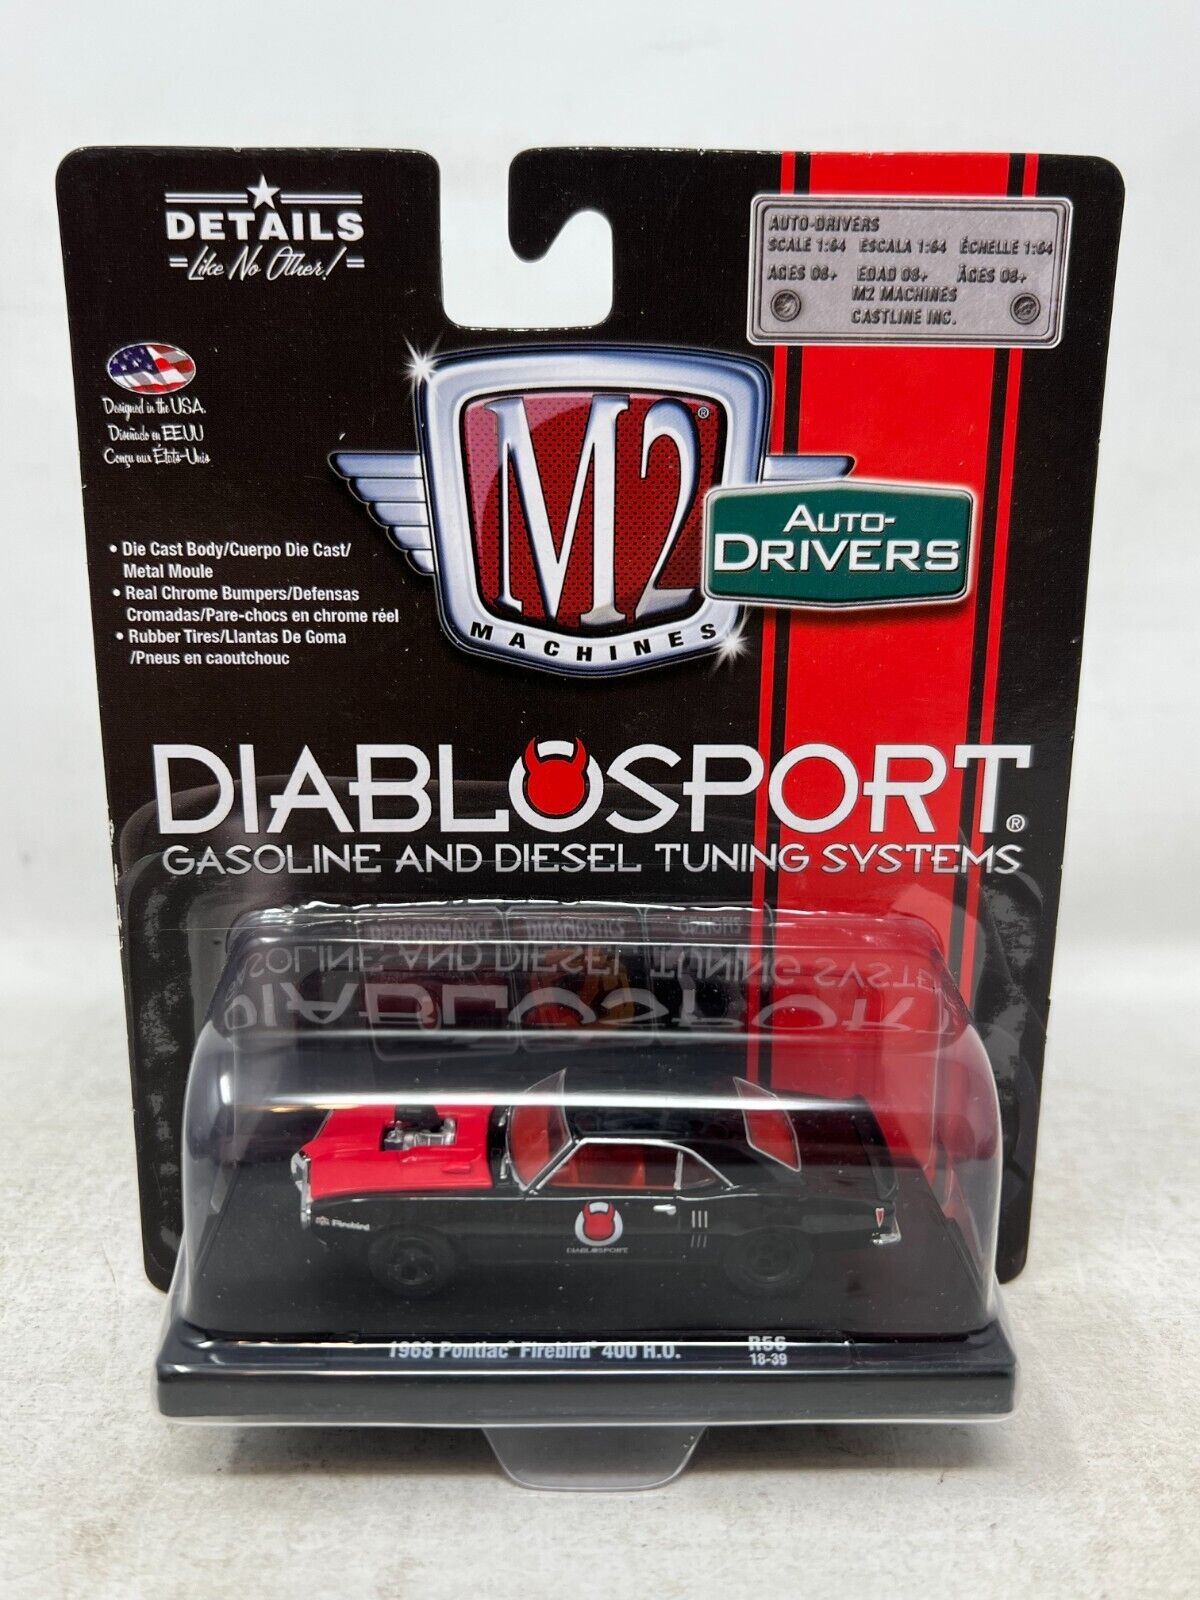 DETAILS
Like No Other!
AUTO-DRIVERS
SCALE 1:64 ESCALA 1:64 ÉCHELLE 1:64
AGES 08+ EDAD 08+ ÂGES 08+
M2 MACHINES
CASTLINE INC.
Designed in the USA.
Diseñado en EEUU
Conçu aux États-Unis
M2®
MACHINES
AUTO-
DRIVERS
• Die Cast Body/Cuerpo Die Cast/
Metal Moule
• Real Chrome Bumpers/Defensas
Cromadas/Pare-chocs en chrome réel
• Rubber Tires/Llantas De Goma
/Pneus en caoutchouc
DIABLOSPORT®
GASOLINE AND DIESEL TUNING SYSTEMS
PERFORMANCE DIAGNOSTICS OPTIONS
Firebird
DIABLOSPORT
1968 Pontiac® Firebird® 400 H.O. R56
18-39